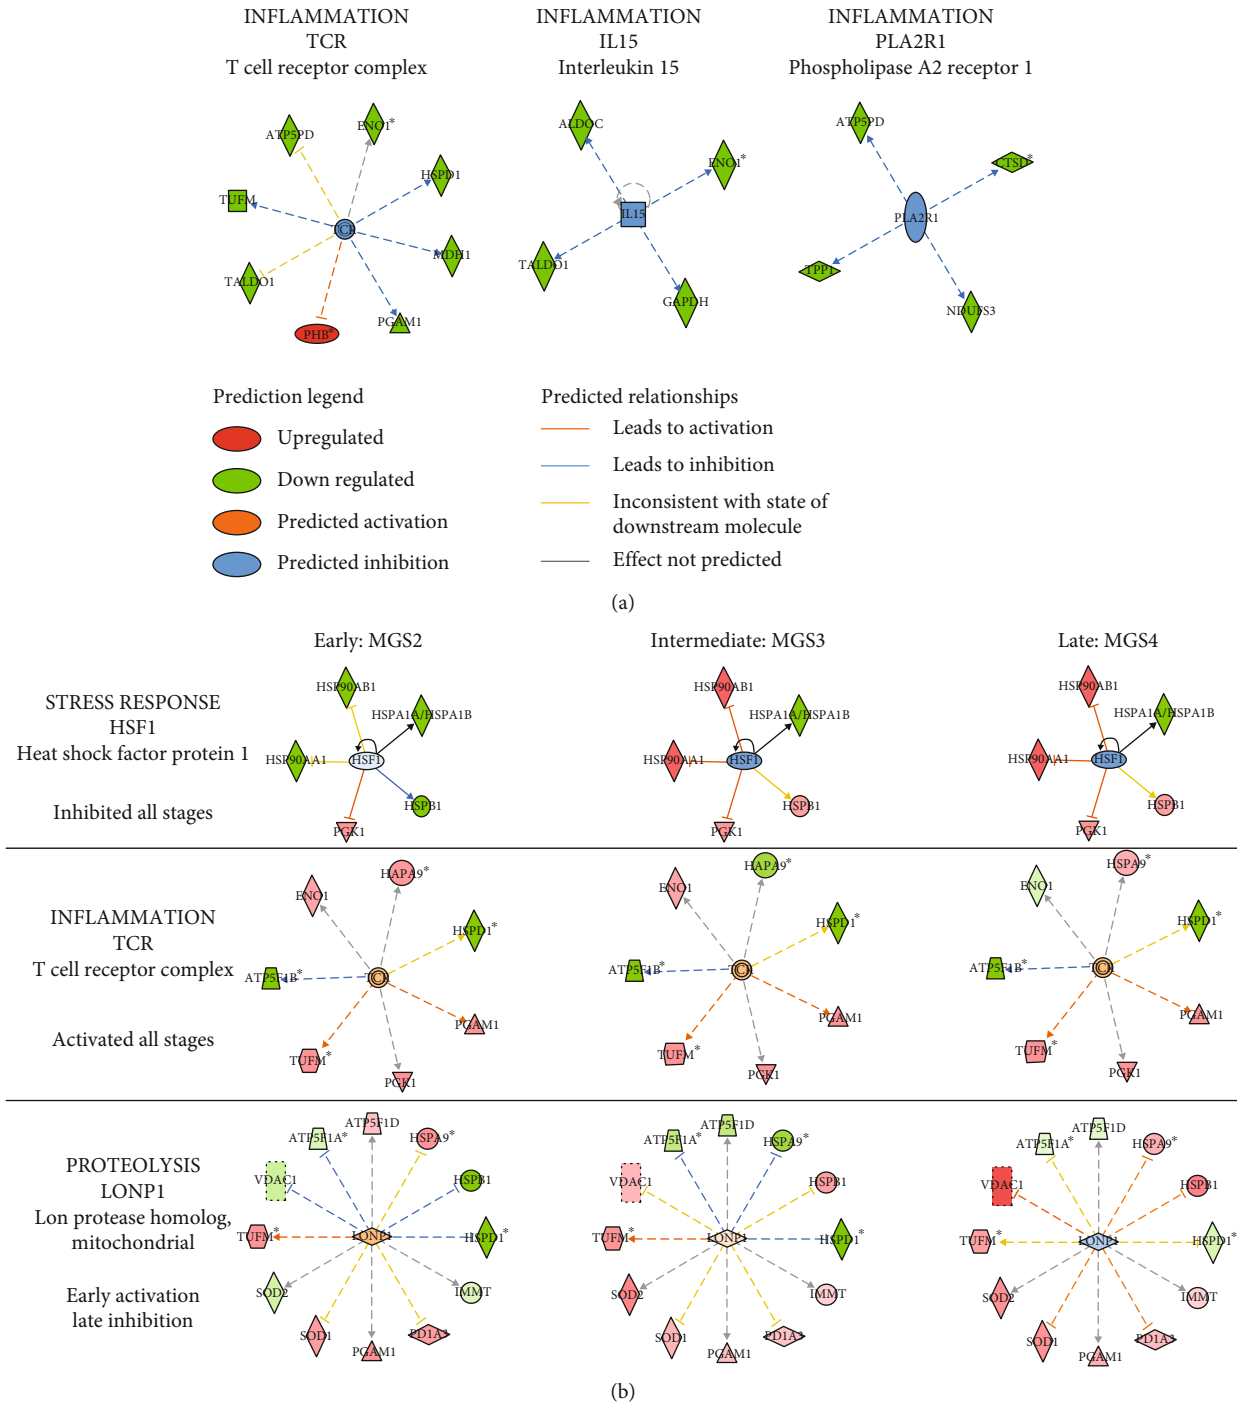 INFLAMMATION
TCR
T cell receptor complex
INFLAMMATION
IL15
Interleukin 15
INFLAMMATION
PLA2R1
Phospholipase A2 receptor 1
ATP5PD
ENO1*
HSPD1
TUFM
TCR
MDH1
TALDO1
PGAM1
PHB*
ALDOC
ENO1*
IL15
TALDO1
GAPDH
ATP5PD
CTSD*
PLA2R1
TPP1
NDUFS3
Prediction legend
Upregulated
Down regulated
Predicted activation
Predicted inhibition
Predicted relationships
Leads to activation
Leads to inhibition
Inconsistent with state of
downstream molecule
Effect not predicted
(a)
Early: MGS2
Intermediate: MGS3
Late: MGS4
STRESS RESPONSE
HSF1
Heat shock factor protein 1
Inhibited all stages
HSP90AB1
HSPA1A/HSPA1B
HSP90AA1
HSF1
HSPB1
PGK1
HSP90AB1
HSPA1A/HSPA1B
HSP90AA1
HSF1
HSPB1
PGK1
HSP90AB1
HSPA1A/HSPA1B
HSP90AA1
HSF1
HSPB1
PGK1
INFLAMMATION
TCR
T cell receptor complex
Activated all stages
HAPA9*
ENO1
HSPD1*
ATP5F1B*
TCR
PGAM1
TUFM*
PGK1
HAPA9*
ENO1
HSPD1*
ATP5F1B*
TCR
PGAM1
TUFM*
PGK1
HSPA9*
ENO1
HSPD1*
ATP5F1B*
TCR
PGAM1
TUFM*
PGK1
PROTEOLYSIS
LONP1
Lon protease homolog,
mitochondrial
Early activation
late inhibition
ATP5F1D
ATP5F1A*
HSPA9*
VDAC1
HSPB1
TUFM*
LONP1
HSPD1*
SOD2
IMMT
SOD1
PD1A3
PGAM1
ATP5F1D
ATP5F1A*
HSPA9*
VDAC1
HSPB1
TUFM*
LONP1
HSPD1*
SOD2
IMMT
SOD1
PD1A3
PGAM1
ATP5F1D
ATP5F1A*
HSPA9*
VDAC1
HSPB1
TUFM*
LONP1
HSPD1*
SOD2
IMMT
SOD1
PD1A3
PGAM1
(b)